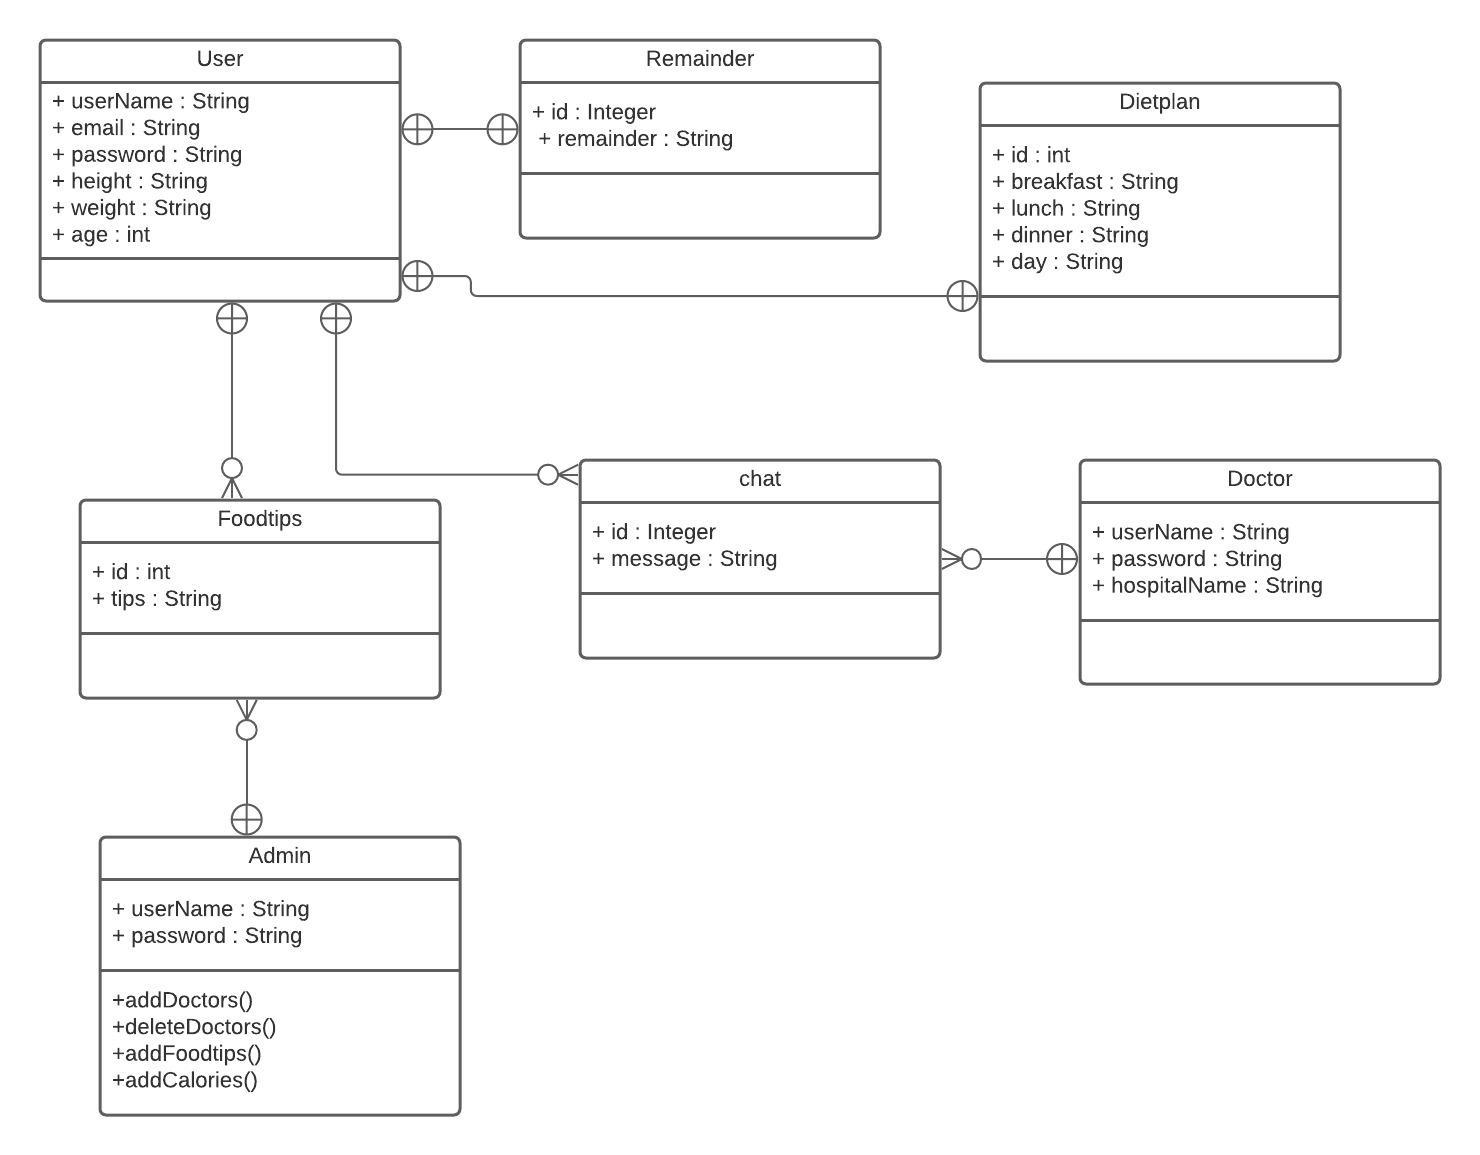 User
+ userName : String
+ email : String
+ password : String
+ height : String
+ weight : String
+ age : int
Remainder
+ id : Integer
+ remainder : String
Dietplan
+ id : int
+ breakfast : String
+ lunch : String
+ dinner : String
+ day : String
Foodtips
+ id : int
+ tips : String
chat
+ id : Integer
+ message : String
Doctor
+ userName : String
+ password : String
+ hospitalName : String
Admin
+ userName : String
+ password : String
+addDoctors()
+deleteDoctors()
+addFoodtips()
+addCalories()